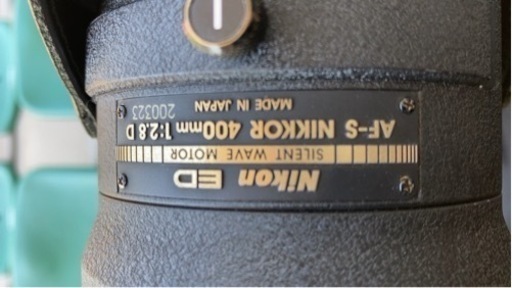 Nikon ED
SILENT WAVE MOTOR
AF-S NIKKOR 400mm 1:2.8 D
MADE IN JAPAN 200323